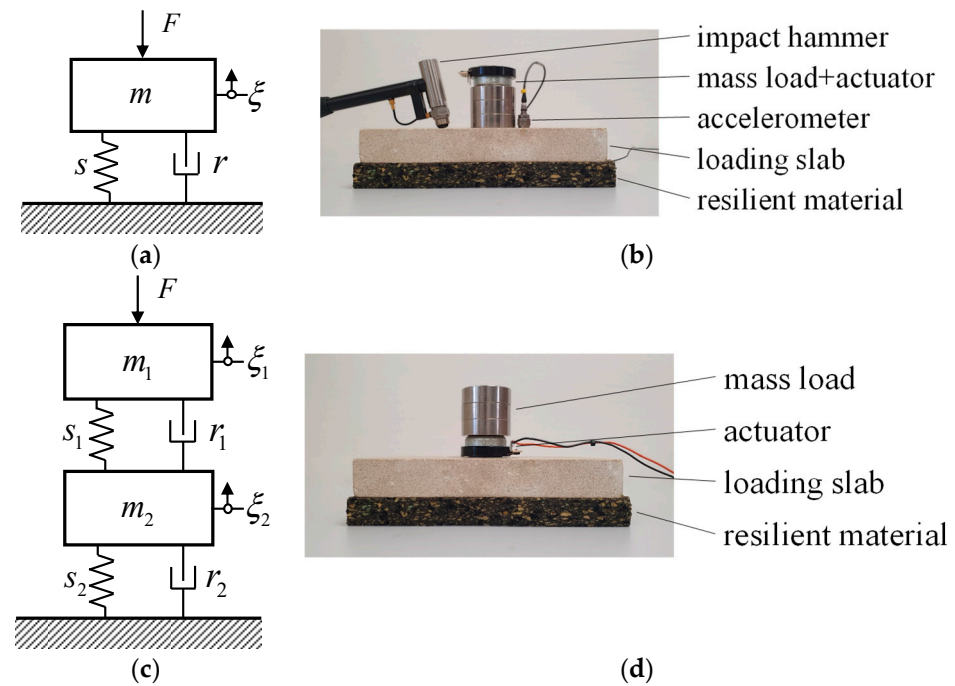 F
m
ξ
s
r
(a)
impact hammer
mass load+actuator
accelerometer
loading slab
resilient material
(b)
F
m₁
ξ₁
s₁
r₁
m₂
ξ₂
s₂
r₂
(c)
mass load
actuator
loading slab
resilient material
(d)